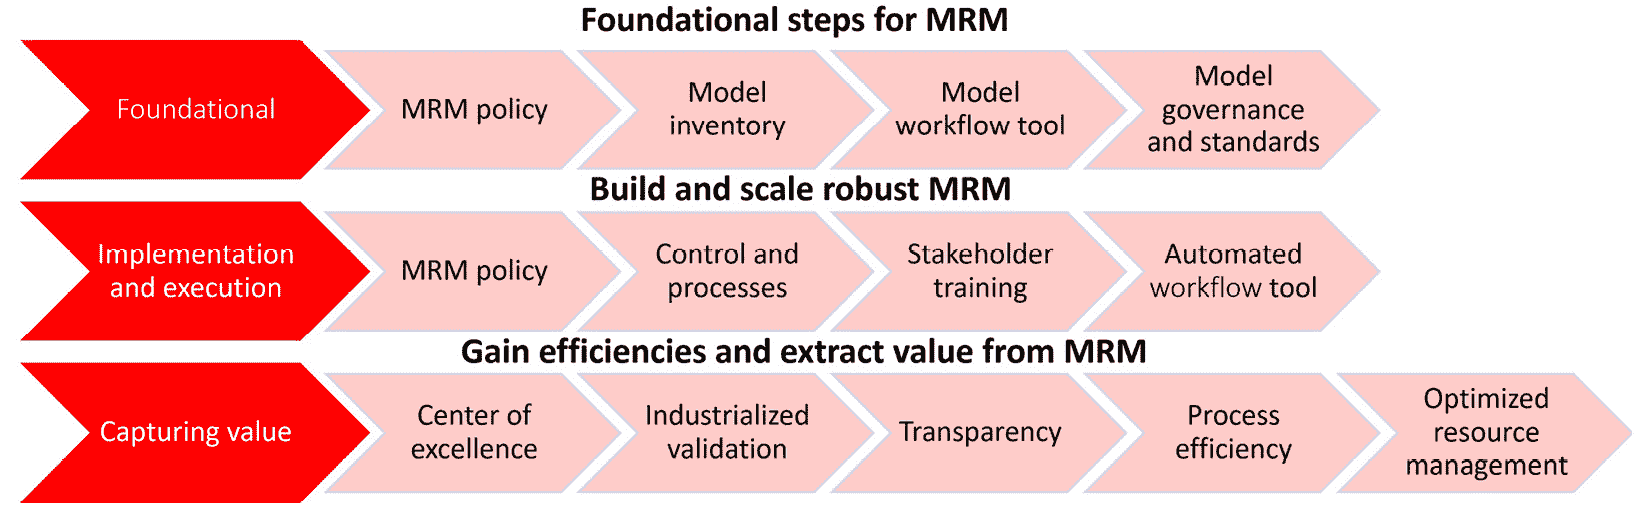 Foundational steps for MRM
Foundational
MRM policy
Model
inventory
Model
workflow tool
Model
governance
and standards
Build and scale robust MRM
Implementation
and execution
MRM policy
Control and
processes
Stakeholder
training
Automated
workflow tool
Gain efficiencies and extract value from MRM
Capturing value
Center of
excellence
Industrialized
validation
Transparency
Process
efficiency
Optimized
resource
management